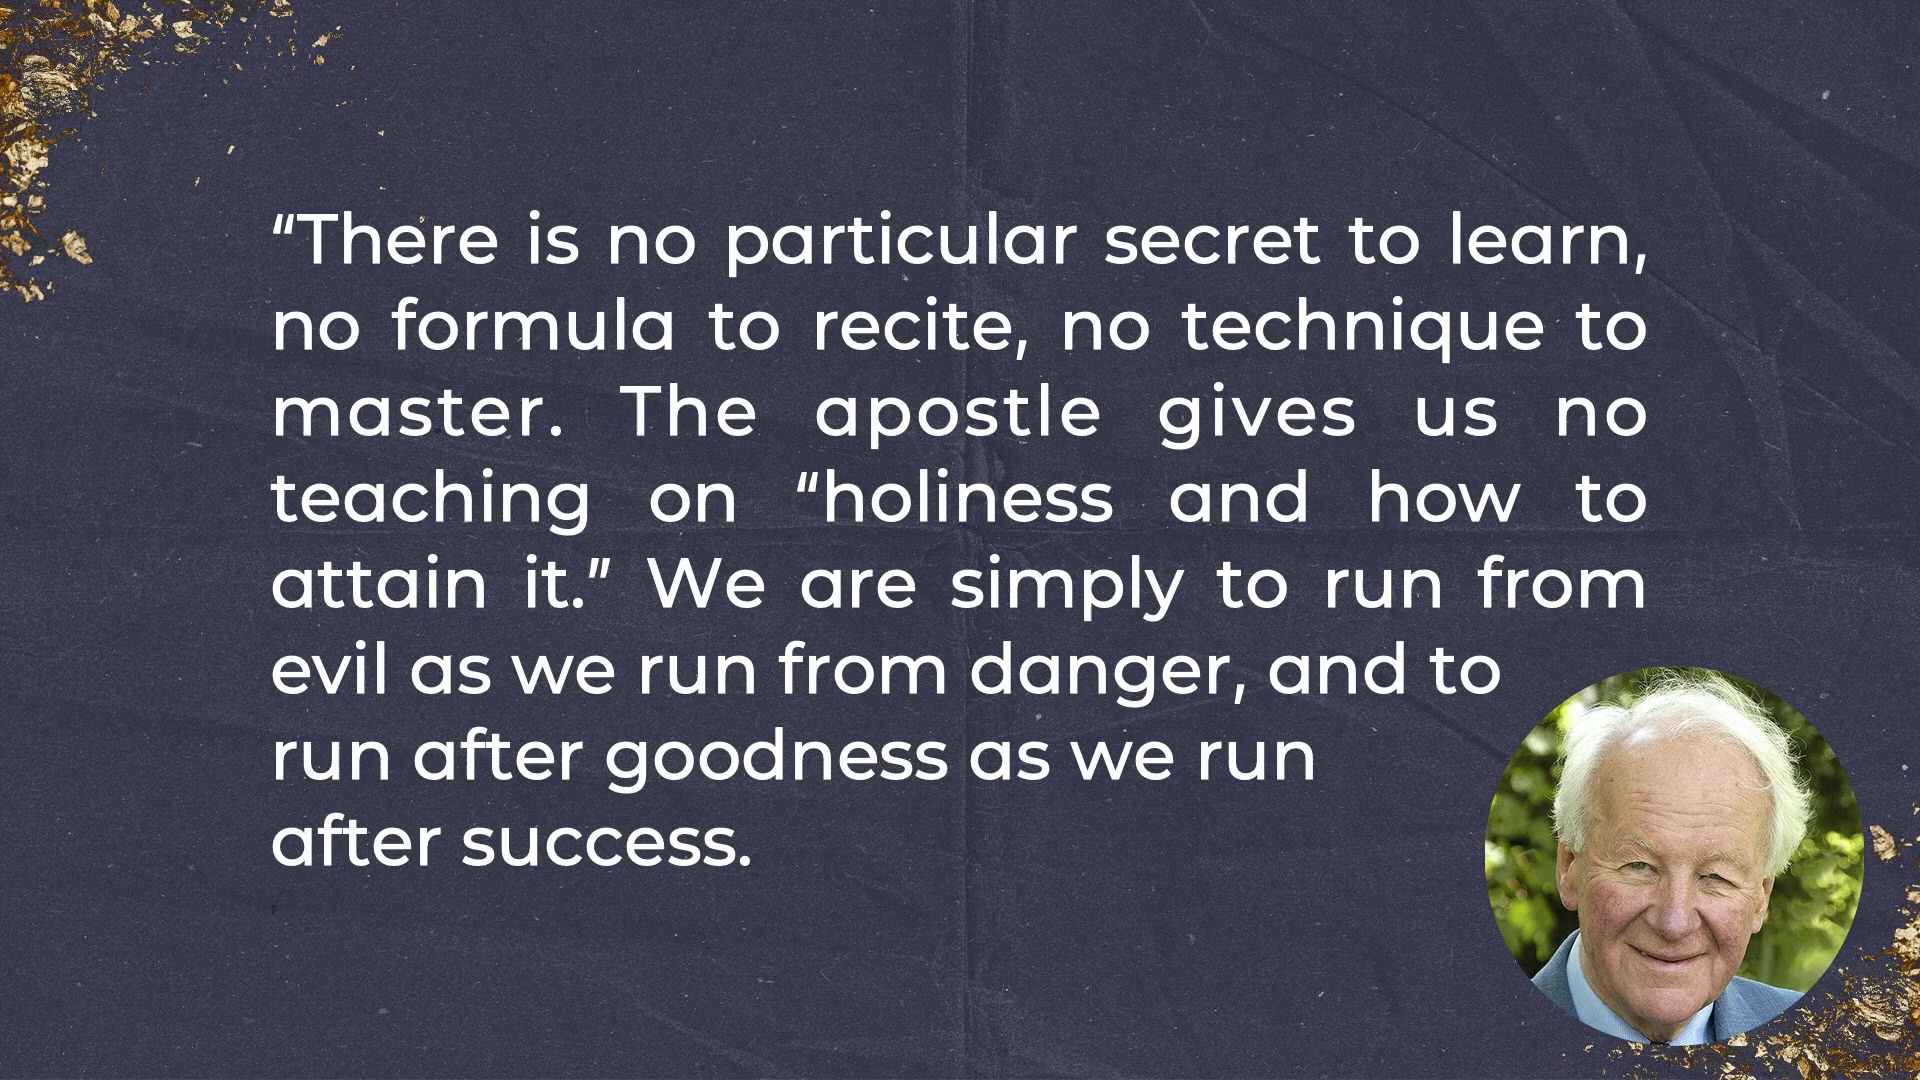 “There is no particular secret to learn,
no formula to recite, no technique to
master. The apostle gives us no
teaching on “holiness and how to
attain it.” We are simply to run from
evil as we run from danger, and to
run after goodness as we run
after success.